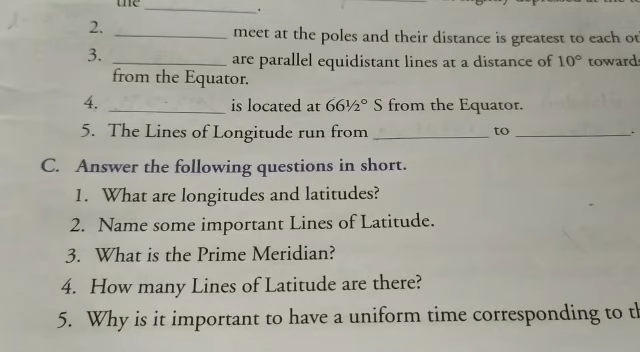 the ____________.
2. ____________ meet at the poles and their distance is greatest to each
3. ____________ are parallel equidistant lines at a distance of 10° toward
from the Equator.
4. ____________ is located at 66½° S from the Equator.
5. The Lines of Longitude run from ____________ to ____________.
C. Answer the following questions in short.
1. What are longitudes and latitudes?
2. Name some important Lines of Latitude.
3. What is the Prime Meridian?
4. How many Lines of Latitude are there?
5. Why is it important to have a uniform time corresponding to